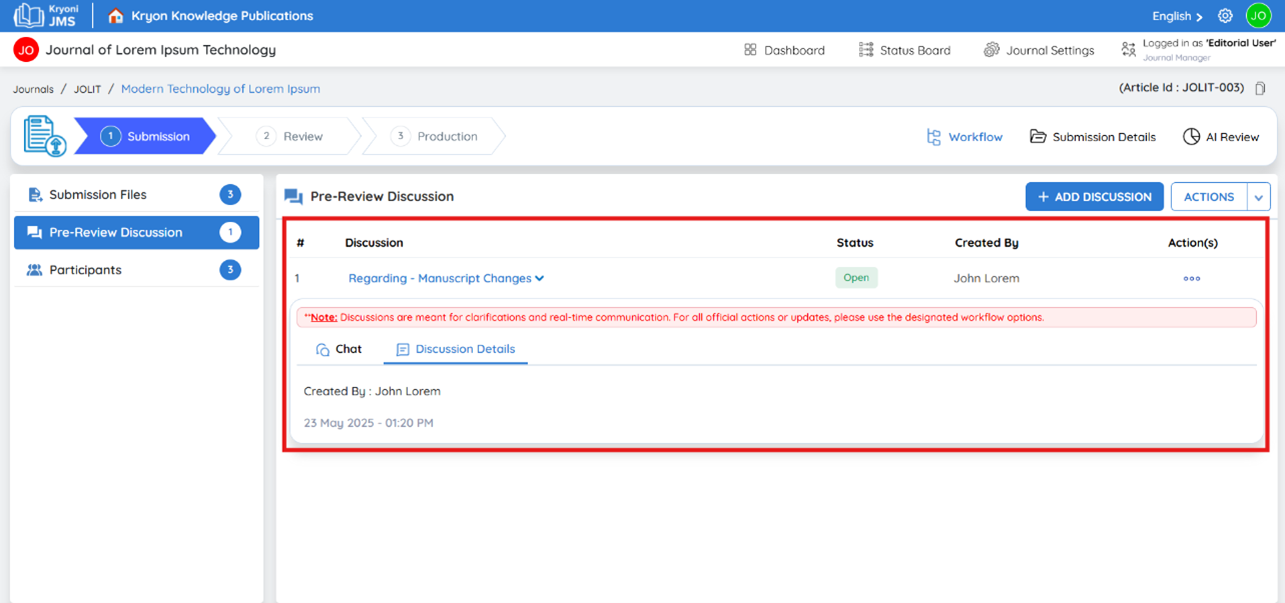 Kryoni
JMS
Kryon Knowledge Publications
English
JO
JO
Journal of Lorem Ipsum Technology
Dashboard
Status Board
Journal Settings
Logged in as 'Editorial User'
Journal Manager
Journals / JOLIT / Modern Technology of Lorem Ipsum
(Article Id : JOLIT-003)
1 Submission
2 Review
3 Production
Workflow
Submission Details
AI Review
Submission Files 3
Pre-Review Discussion 1
Participants 3
Pre-Review Discussion
+ ADD DISCUSSION
ACTIONS
# Discussion Status Created By Action(s)
1 Regarding - Manuscript Changes Open John Lorem
**Note: Discussions are meant for clarifications and real-time communication. For all official actions or updates, please use the designated workflow options.
Chat
Discussion Details
Created By : John Lorem
23 May 2025 - 01:20 PM